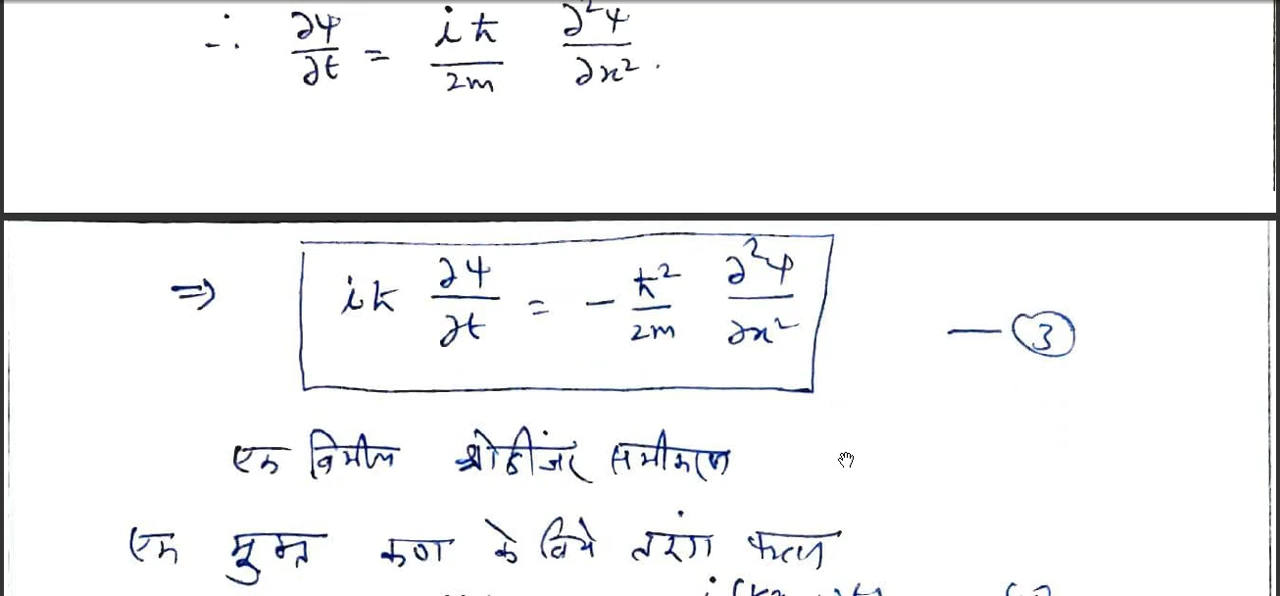 ∴ ∂ψ/∂t = iħ/2m ∂²ψ/∂x².
⇒ iħ ∂ψ/∂t = - ħ²/2m ∂²ψ/∂x² — 3
एक विमीय श्रोडींजर समीकरण
एक मुक्त कण के लिये तरंग फलन